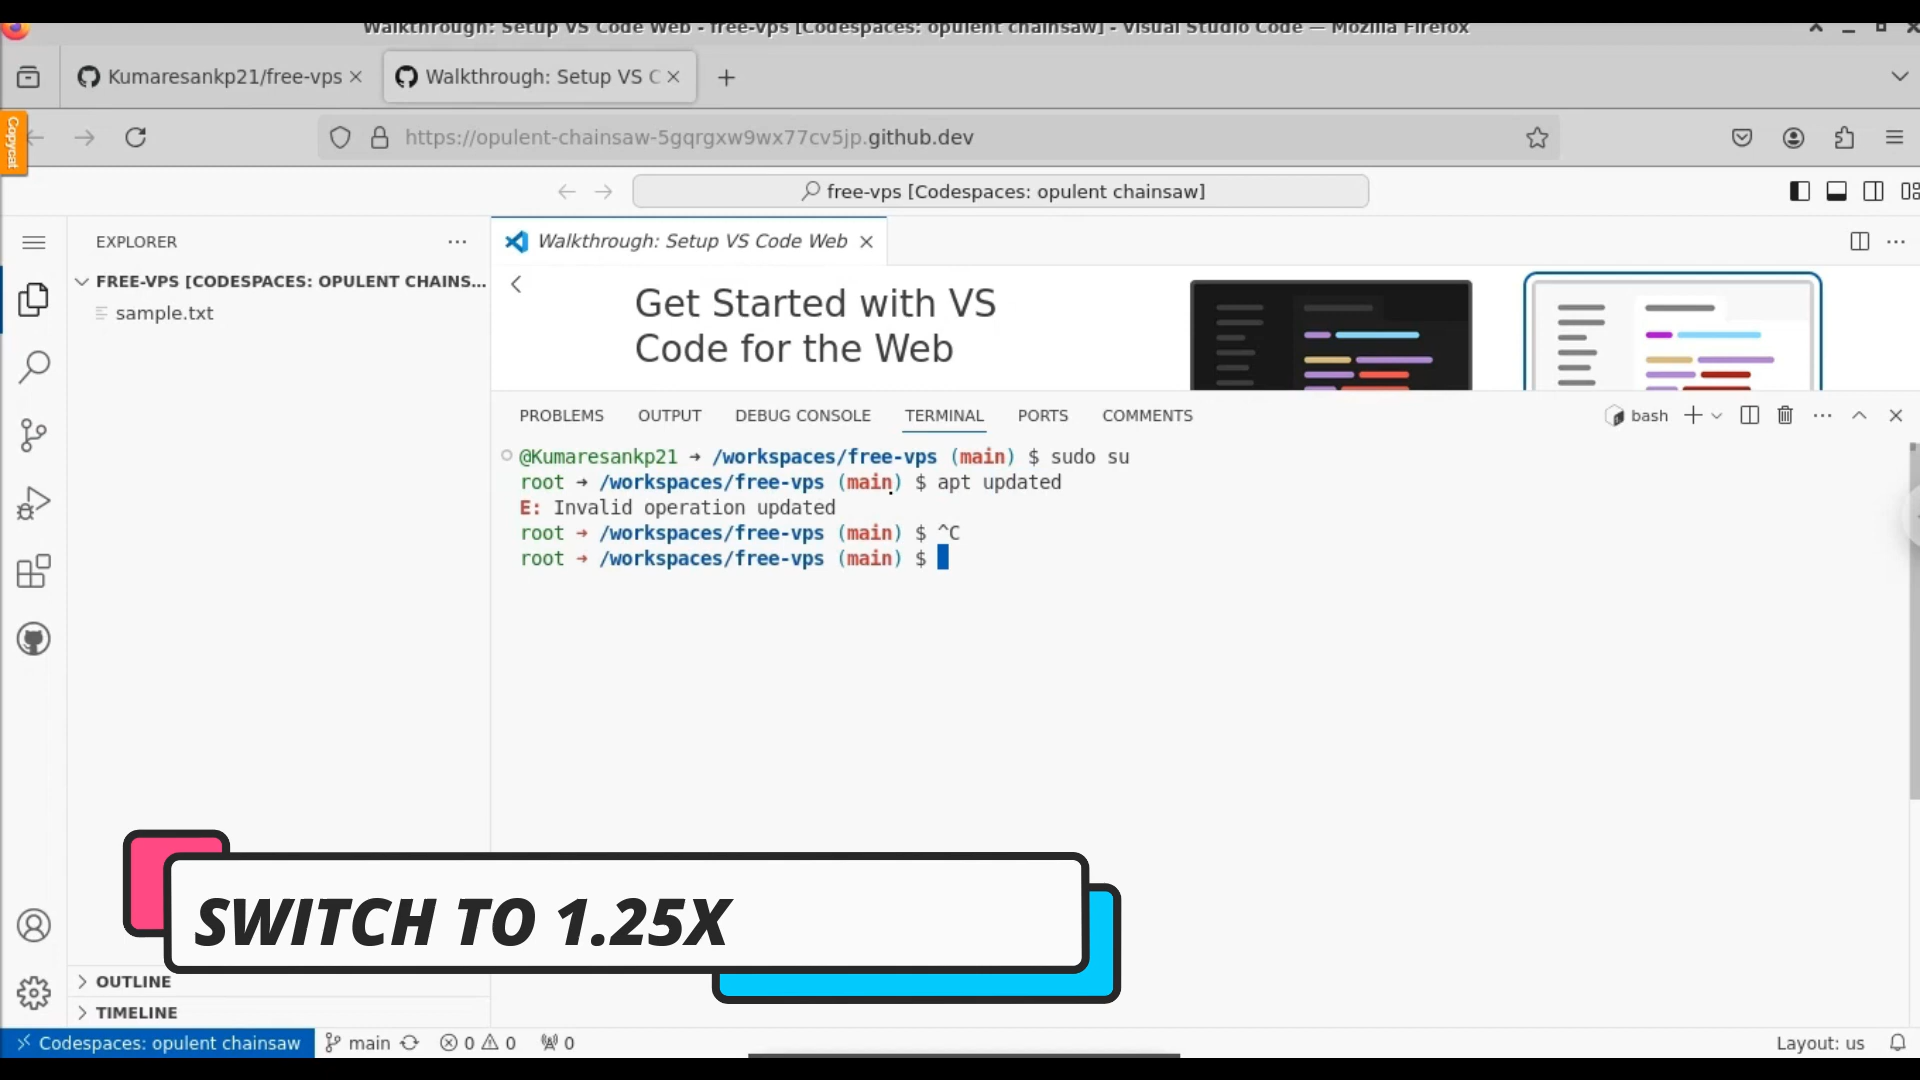 Walkthrough: Setup VS Code Web - free-vps [Codespaces: opulent chainsaw] - Visual Studio Code — Mozilla Firefox
Kumaresankp21/free-vps
Walkthrough: Setup VS C
Copycat
https://opulent-chainsaw-5gqrgxw9wx77cv5jp.github.dev
free-vps [Codespaces: opulent chainsaw]
EXPLORER
Walkthrough: Setup VS Code Web
FREE-VPS [CODESPACES: OPULENT CHAINS...
sample.txt
Get Started with VS
Code for the Web
PROBLEMS OUTPUT DEBUG CONSOLE TERMINAL PORTS COMMENTS
bash
@Kumaresankp21 ➜ /workspaces/free-vps (main) $ sudo su
root ➜ /workspaces/free-vps (main) $ apt updated
E: Invalid operation updated
root ➜ /workspaces/free-vps (main) $ ^C
root ➜ /workspaces/free-vps (main) $
SWITCH TO 1.25X
OUTLINE
TIMELINE
Codespaces: opulent chainsaw main 0 0 0
Layout: us